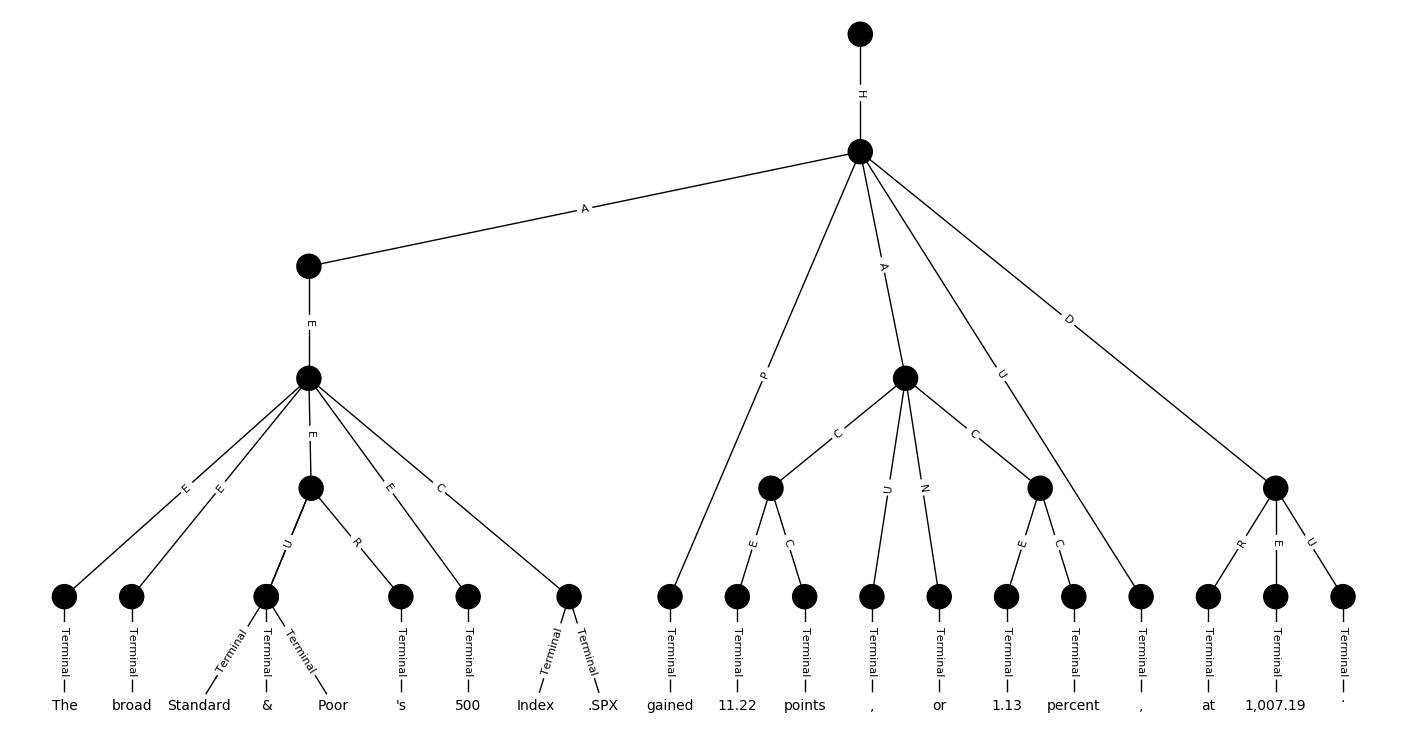 H
A
A
E
D
P
U
E
C
C
E
E
E
C
U
N
U
R
E
C
E
C
R
E
U
Terminal Terminal Terminal Terminal Terminal Terminal Terminal Terminal Terminal Terminal Terminal Terminal Terminal Terminal Terminal Terminal Terminal Terminal Terminal Terminal
The broad Standard & Poor 's 500 Index .SPX gained 11.22 points , or 1.13 percent , at 1,007.19 .